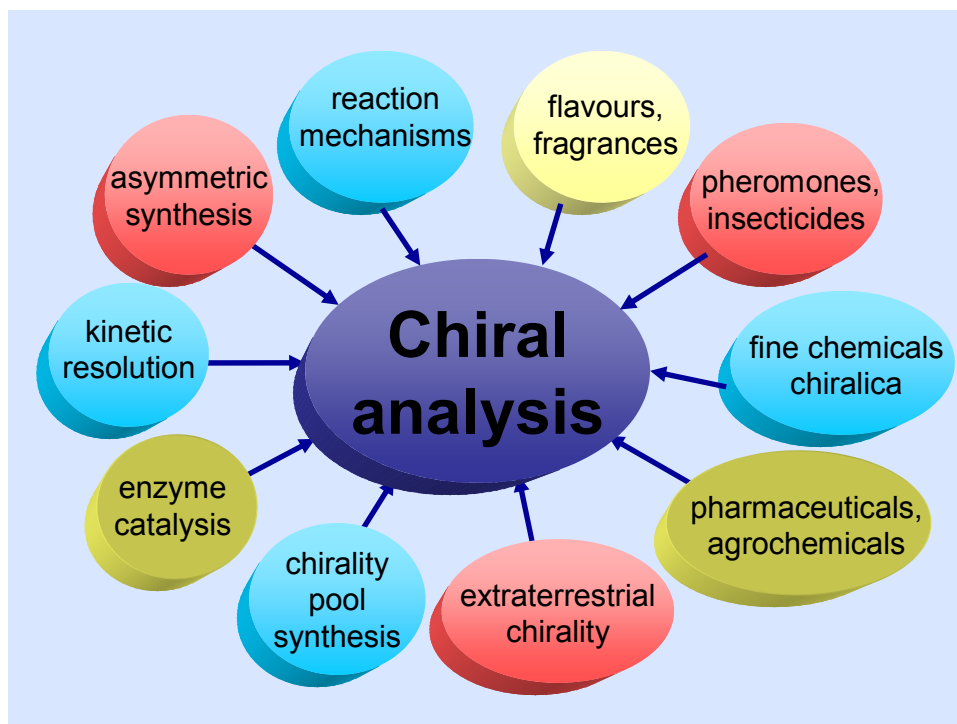 reaction
mechanisms
flavours,
fragrances
asymmetric
synthesis
pheromones,
insecticides
Chiral
analysis
kinetic
resolution
fine chemicals
chiralica
enzyme
catalysis
pharmaceuticals,
agrochemicals
chirality
pool
synthesis
extraterrestrial
chirality